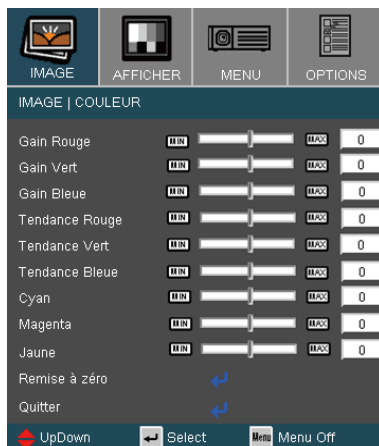 IMAGE AFFICHER MENU OPTIONS
IMAGE | COULEUR
Gain Rouge MIN MAX 0
Gain Vert MIN MAX 0
Gain Bleue MIN MAX 0
Tendance Rouge MIN MAX 0
Tendance Vert MIN MAX 0
Tendance Bleue MIN MAX 0
Cyan MIN MAX 0
Magenta MIN MAX 0
Jaune MIN MAX 0
Remise à zéro
Quitter
UpDown Select Menu Menu Off